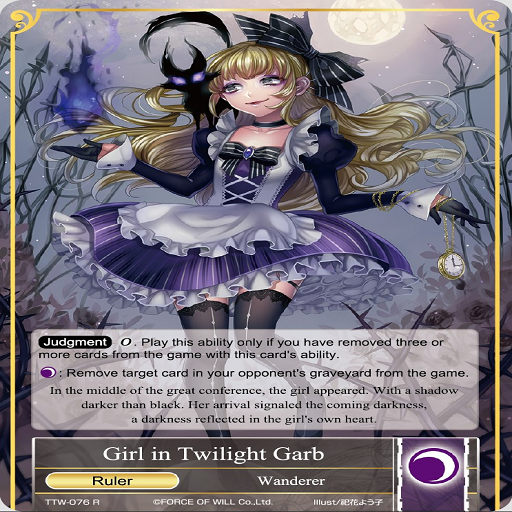 Judgment O. Play this ability only if you have removed three or
more cards from the game with this card's ability.
: Remove target card in your opponent's graveyard from the game.
In the middle of the great conference, the girl appeared. With a shadow
darker than black. Her arrival signaled the coming darkness,
a darkness reflected in the girl's own heart.
Girl in Twilight Garb
Ruler
Wanderer
TTW-076 R ©FORCE OF WILL Co.,Ltd. Illust/紀花よう子